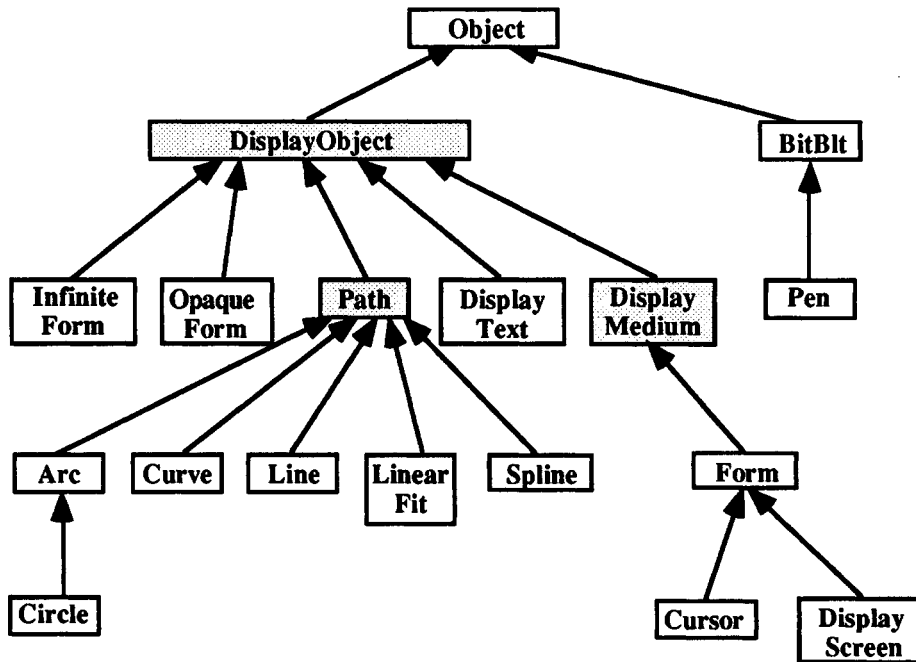 Object
DisplayObject
BitBlt
Infinite
Form
Opaque
Form
Path
Display
Text
Display
Medium
Pen
Arc
Curve
Line
Linear
Fit
Spline
Form
Circle
Cursor
Display
Screen